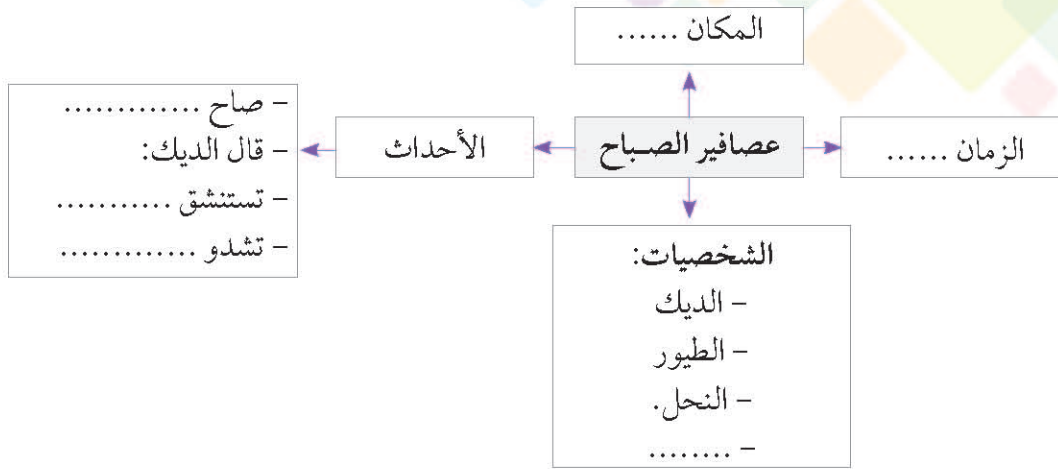 المكان ......
عصافير الصباح
الزمان ......
الأحداث
– صاح .............
– قال الديك:
– تستنشق ...........
– تشدو .............
الشخصيات:
– الديك
– الطيور
– النحل.
– ........